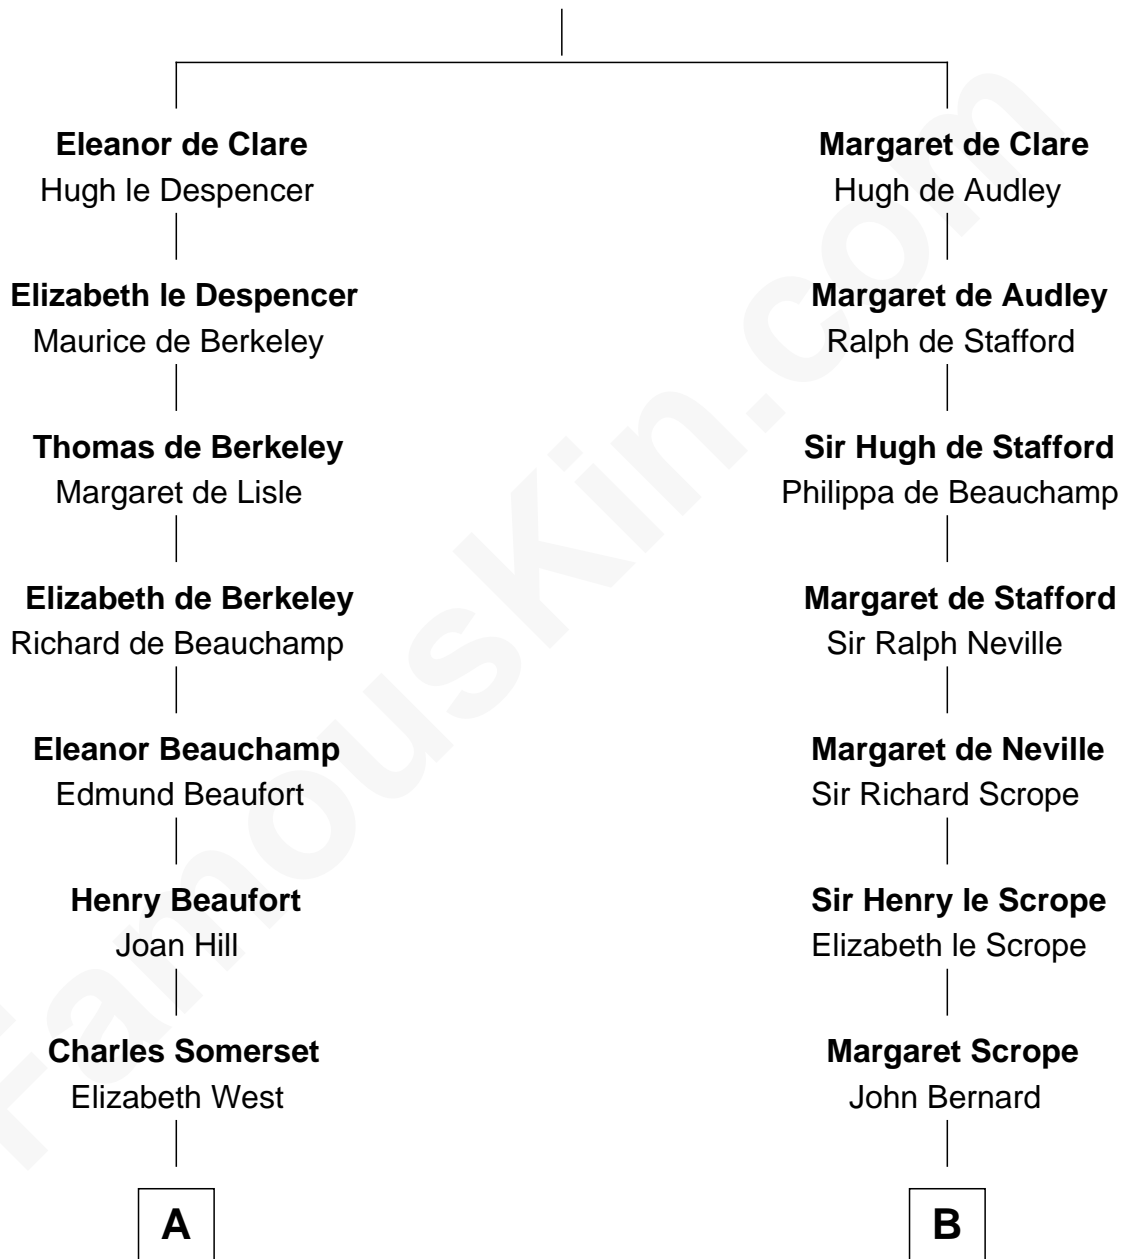 Eleanor de Clare
Hugh le Despencer
Elizabeth le Despencer
Maurice de Berkeley
Thomas de Berkeley
Margaret de Lisle
Elizabeth de Berkeley
Richard de Beauchamp
Eleanor Beauchamp
Edmund Beaufort
Henry Beaufort
Joan Hill
Charles Somerset
Elizabeth West
A
Margaret de Clare
Hugh de Audley
Margaret de Audley
Ralph de Stafford
Sir Hugh de Stafford
Philippa de Beauchamp
Margaret de Stafford
Sir Ralph Neville
Margaret de Neville
Sir Richard Scrope
Sir Henry le Scrope
Elizabeth le Scrope
Margaret Scrope
John Bernard
B
FamousKin.com